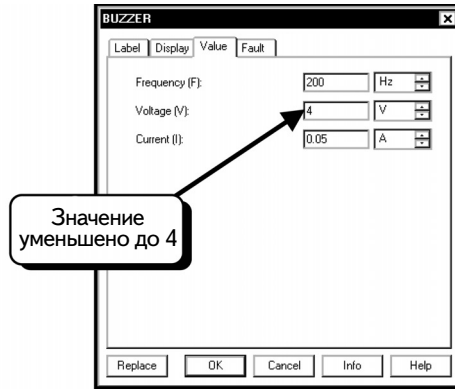 BUZZER
Label Display Value Fault
Frequency (F): 200 Hz
Voltage (V): 4 V
Current (I): 0.05 A
Значение
уменьшено до 4
Replace OK Cancel Info Help